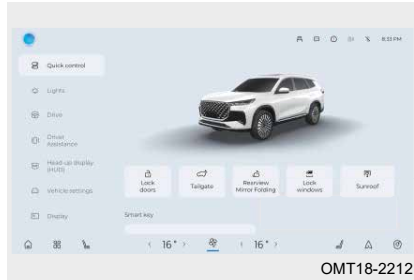 8:33 PM
Quick control
Lights
Drive
Driver
Assistance
Head-up display
(HUD)
Vehicle settings
Display
Lock
doors
Tailgate
Rearview
Mirror Folding
Lock
windows
Sunroof
Smart key
16°
16°
OMT18-2212